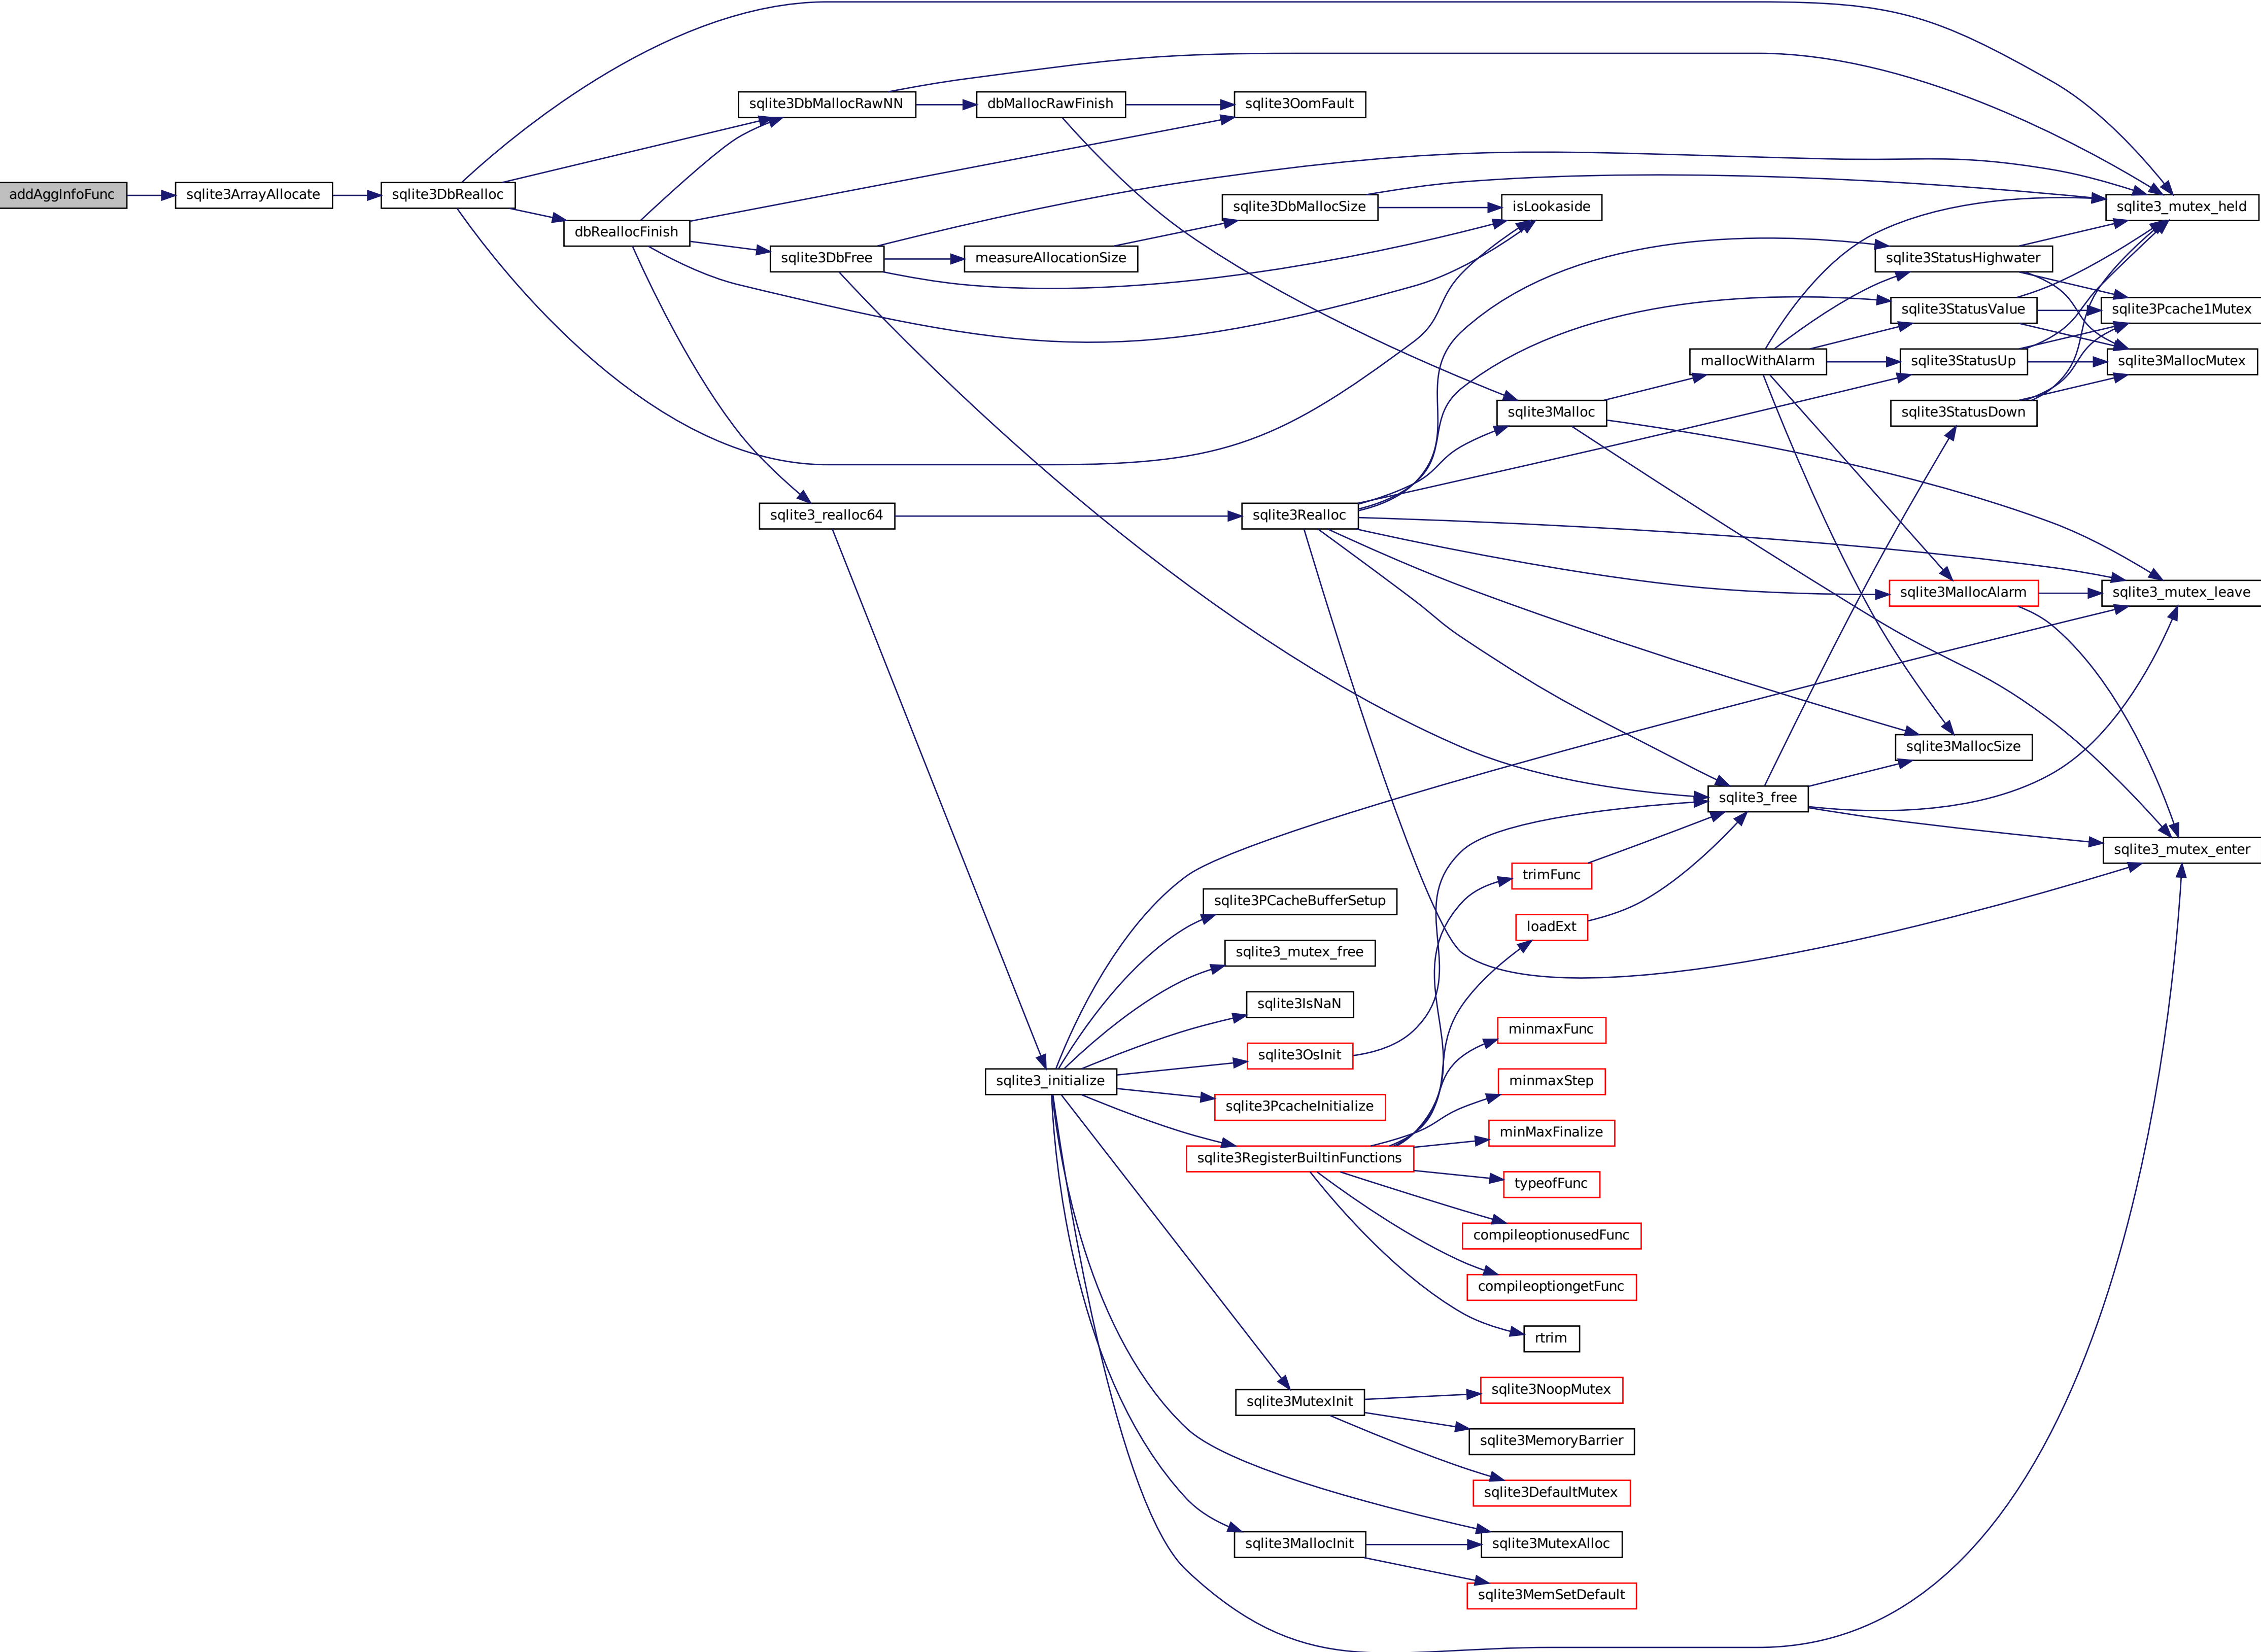 addAggInfoFunc
sqlite3ArrayAllocate
sqlite3DbRealloc
sqlite3DbMallocRawNN
dbReallocFinish
sqlite3DbFree
sqlite3_realloc64
dbMallocRawFinish
measureAllocationSize
sqlite3_initialize
sqlite3OomFault
sqlite3DbMallocSize
sqlite3Realloc
sqlite3PCacheBufferSetup
sqlite3_mutex_free
sqlite3IsNaN
sqlite3OsInit
sqlite3PcacheInitialize
sqlite3RegisterBuiltinFunctions
sqlite3MutexInit
sqlite3MallocInit
isLookaside
sqlite3Malloc
trimFunc
loadExt
minmaxFunc
minmaxStep
minMaxFinalize
typeofFunc
compileoptionusedFunc
compileoptiongetFunc
rtrim
sqlite3NoopMutex
sqlite3MemoryBarrier
sqlite3DefaultMutex
sqlite3MutexAlloc
sqlite3MemSetDefault
mallocWithAlarm
sqlite3_free
sqlite3StatusHighwater
sqlite3StatusValue
sqlite3StatusUp
sqlite3StatusDown
sqlite3MallocAlarm
sqlite3MallocSize
sqlite3_mutex_held
sqlite3Pcache1Mutex
sqlite3MallocMutex
sqlite3_mutex_leave
sqlite3_mutex_enter